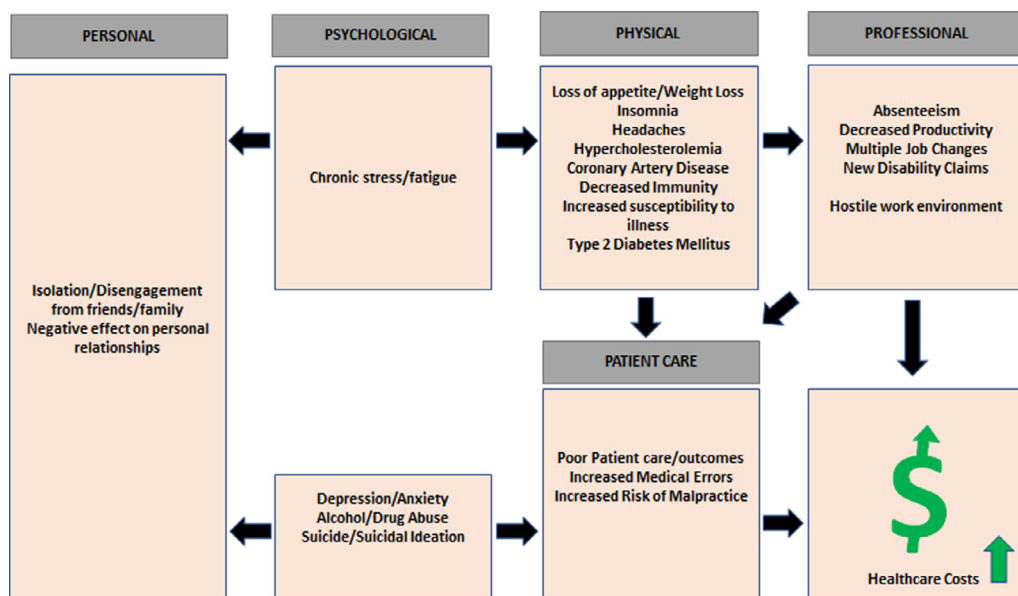 PERSONAL
Isolation/Disengagement
from friends/family
Negative effect on personal
relationships
PSYCHOLOGICAL
Chronic stress/fatigue
Depression/Anxiety
Alcohol/Drug Abuse
Suicide/Suicidal Ideation
PHYSICAL
Loss of appetite/Weight Loss
Insomnia
Headaches
Hypercholesterolemia
Coronary Artery Disease
Decreased Immunity
Increased susceptibility to
illness
Type 2 Diabetes Mellitus
PATIENT CARE
Poor Patient care/outcomes
Increased Medical Errors
Increased Risk of Malpractice
PROFESSIONAL
Absenteeism
Decreased Productivity
Multiple Job Changes
New Disability Claims
Hostile work environment
$
Healthcare Costs